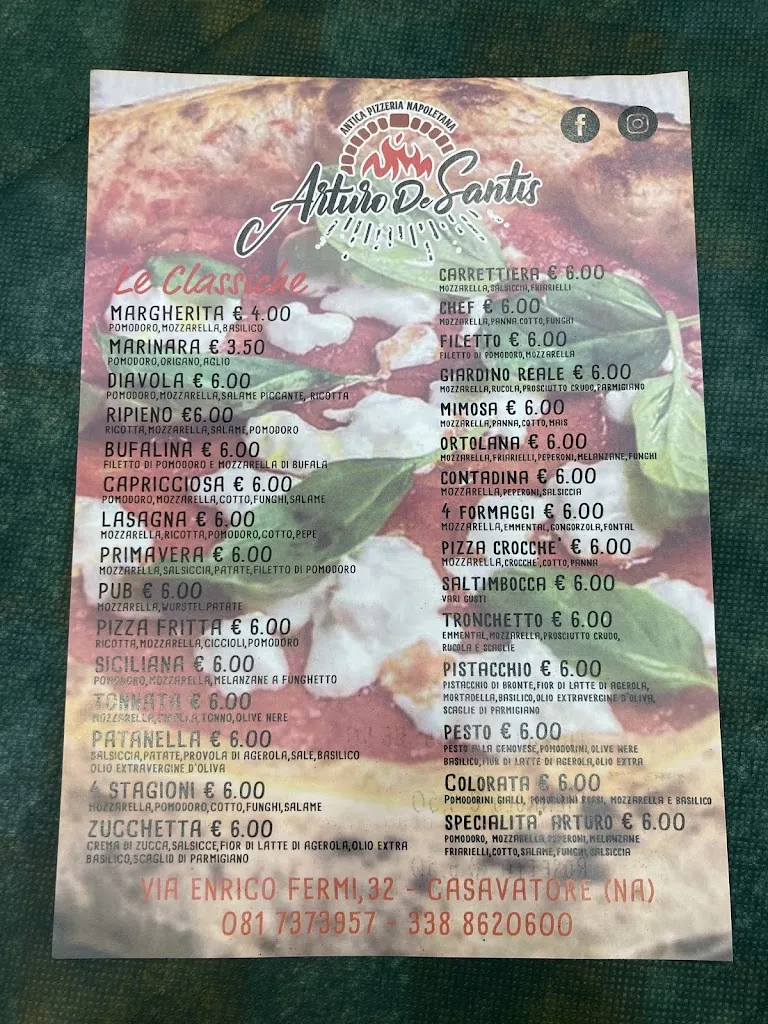 ANTICA PIZZERIA NAPOLETANA
Arturo De Santis
Le Classiche
MARGHERITA € 4.00
POMODORO,MOZZARELLA,BASILICO
MARINARA € 3.50
POMODORO,ORIGANO,AGLIO
DIAVOLA € 6.00
POMODORO,MOZZARELLA,SALAME PICCANTE, RICOTTA
RIPIENO €6.00
RICOTTA,MOZZARELLA,SALAME,POMODORO
BUFALINA € 6.00
FILETTO DI POMODORO E MOZZARELLA DI BUFALA
CAPRICCIOSA € 6.00
POMODORO,MOZZARELLA,COTTO,FUNGHI,SALAME
LASAGNA € 6.00
MOZZARELLA,RICOTTA,POMODORO,COTTO,PEPE
PRIMAVERA € 6.00
MOZZARELLA,SALSICCIA,PATATE,FILETTO DI POMODORO
PUB € 6.00
MOZZARELLA,WURSTEL,PATATE
PIZZA FRITTA € 6.00
RICOTTA,MOZZARELLA,CICCIOLI,POMODORO
SICILIANA € 6.00
POMODORO,MOZZARELLA,MELANZANE A FUNGHETTO
TONNATA € 6.00
MOZZARELLA,CIPOLLA,TONNO,OLIVE NERE
PATANELLA € 6.00
SALSICCIA,PATATE,PROVOLA DI AGEROLA,SALE,BASILICO
OLIO EXTRAVERGINE D'OLIVA
4 STAGIONI € 6.00
MOZZARELLA,POMODORO,COTTO,FUNGHI,SALAME
ZUCCHETTA € 6.00
CREMA DI ZUCCA,SALSICCE,FIOR DI LATTE DI AGEROLA,OLIO EXTRA
BASILICO,SCAGLIO DI PARMIGIANO
CARRETTIERA € 6.00
MOZZARELLA,SALSICCIA,FRIARIELLI
CHEF € 6.00
MOZZARELLA,PANNA,COTTO,FUNGHI
FILETTO € 6.00
FILETTO DI POMODORO,MOZZARELLA
GIARDINO REALE € 6.00
MOZZARELLA,RUCOLA,PROSCIUTTO CRUDO,PARMIGIANO
MIMOSA € 6.00
MOZZARELLA,PANNA,COTTO,MAIS
ORTOLANA € 6.00
MOZZARELLA,FRIARIELLI,PEPERONI,MELANZANE,FUNGHI
CONTADINA € 6.00
MOZZARELLA,PEPERONI,SALSICCIA
4 FORMAGGI € 6.00
MOZZARELLA,EMMENTAL,GONGORZOLA,FONTAL
PIZZA CROCCHE' € 6.00
MOZZARELLA,CROCCHE',COTTO,PANNA
SALTIMBOCCA € 6.00
VARI GUSTI
TRONCHETTO € 6.00
EMMENTAL,MOZZARELLA,PROSCIUTTO CRUDO,
RUCOLA E SCAGLIE
PISTACCHIO € 6.00
PISTACCHIO DI BRONTE,FIOR DI LATTE DI AGEROLA,
MORTADELLA,BASILICO,OLIO EXTRAVERGINE D'OLIVA,
SCAGLIE DI PARMIGIANO
PESTO € 6.00
PESTO ALLA GENOVESE,POMODORINI,OLIVE NERE
BASILICO,FIOR DI LATTE DI AGEROLA,OLIO EXTRA
COLORATA € 6.00
POMODORINI GIALLI, POMODORINI ROSSI, MOZZARELLA E BASILICO
SPECIALITA' ARTURO € 6.00
POMODORO, MOZZARELLA,PEPERONI,MELANZANE
FRIARIELLI,COTTO,SALAME,FUNGHI,SALSICCIA
VIA ENRICO FERMI,32 - CASAVATORE (NA)
081 7373957 - 338 8620600